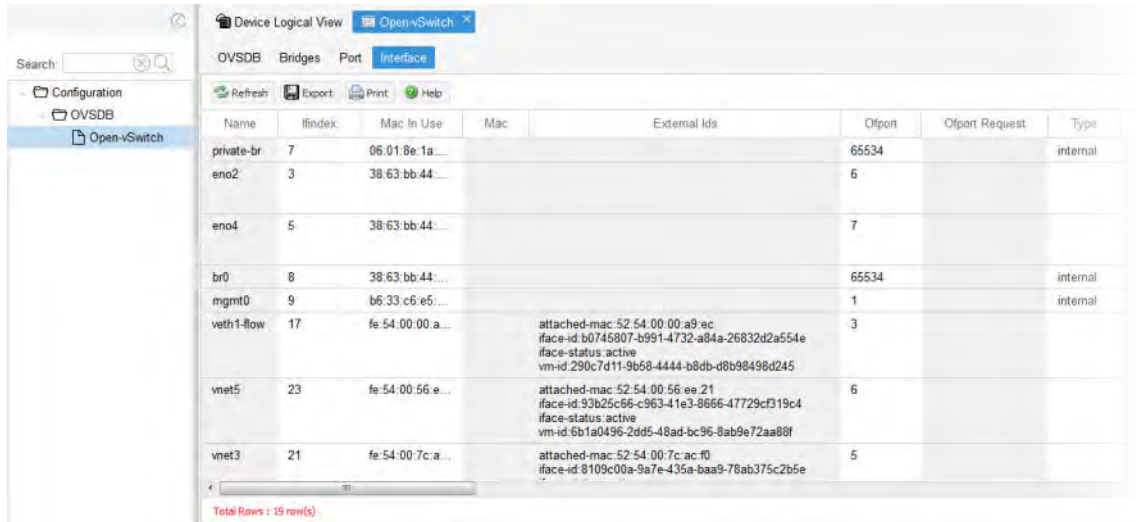 Device Logical View Open-vSwitch
Search:
OVSDB Bridges Port Interface
Configuration
OVSDB
Open-vSwitch
Refresh Export Print Help
Name Ifindex Mac In Use Mac External Ids Ofport Ofport Request Type
private-br 7 06:01:8e:1a:... 65534 internal
eno2 3 38:63:bb:44:... 6
eno4 5 38:63:bb:44:... 7
br0 8 38:63:bb:44:... 65534 internal
mgmt0 9 b6:33:c6:e5:... 1 internal
veth1-flow 17 fe:54:00:00:a... attached-mac:52:54:00:00:a9:ec 3
iface-id:b0745807-b991-4732-a84a-26832d2a554e
iface-status:active
vm-id:290c7d11-9b58-4444-b8db-d8b98498d245
vnet5 23 fe:54:00:56:e... attached-mac:52:54:00:56:ee:21 6
iface-id:93b25c66-c963-41e3-8666-47729cf319c4
iface-status:active
vm-id:6b1a0496-2dd5-48ad-bc96-8ab9e72aa88f
vnet3 21 fe:54:00:7c:a... attached-mac:52:54:00:7c:ac:f0 5
iface-id:8109c00a-9a7e-435a-baa9-78ab375c2b5e
Total Rows : 19 row(s)